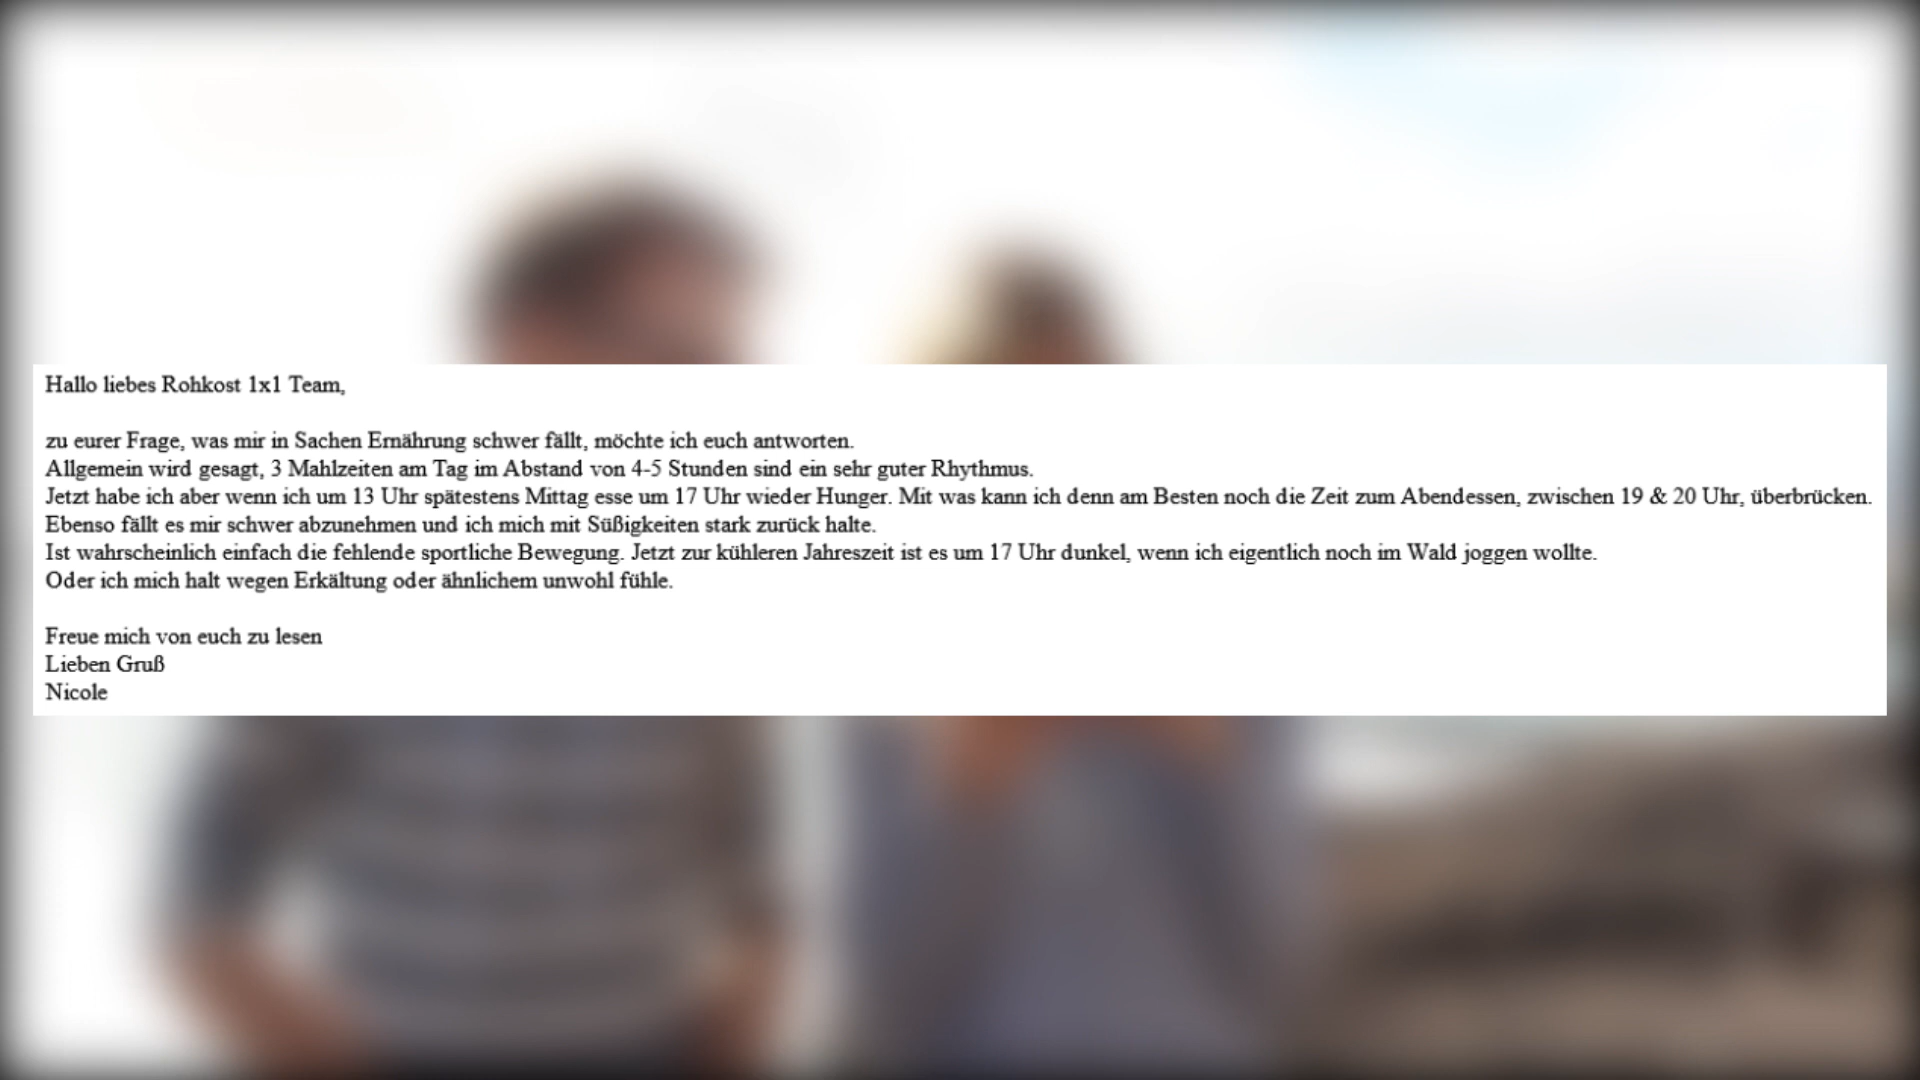 Hallo liebes Rohkost 1x1 Team,
zu eurer Frage, was mir in Sachen Ernährung schwer fällt, möchte ich euch antworten.
Allgemein wird gesagt, 3 Mahlzeiten am Tag im Abstand von 4-5 Stunden sind ein sehr guter Rhythmus.
Jetzt habe ich aber wenn ich um 13 Uhr spätestens Mittag esse um 17 Uhr wieder Hunger. Mit was kann ich denn am Besten noch die Zeit zum Abendessen, zwischen 19 & 20 Uhr, überbrücken.
Ebenso fällt es mir schwer abzunehmen und ich mich mit Süßigkeiten stark zurück halte.
Ist wahrscheinlich einfach die fehlende sportliche Bewegung. Jetzt zur kühleren Jahreszeit ist es um 17 Uhr dunkel, wenn ich eigentlich noch im Wald joggen wollte.
Oder ich mich halt wegen Erkältung oder ähnlichem unwohl fühle.
Freue mich von euch zu lesen
Lieben Gruß
Nicole